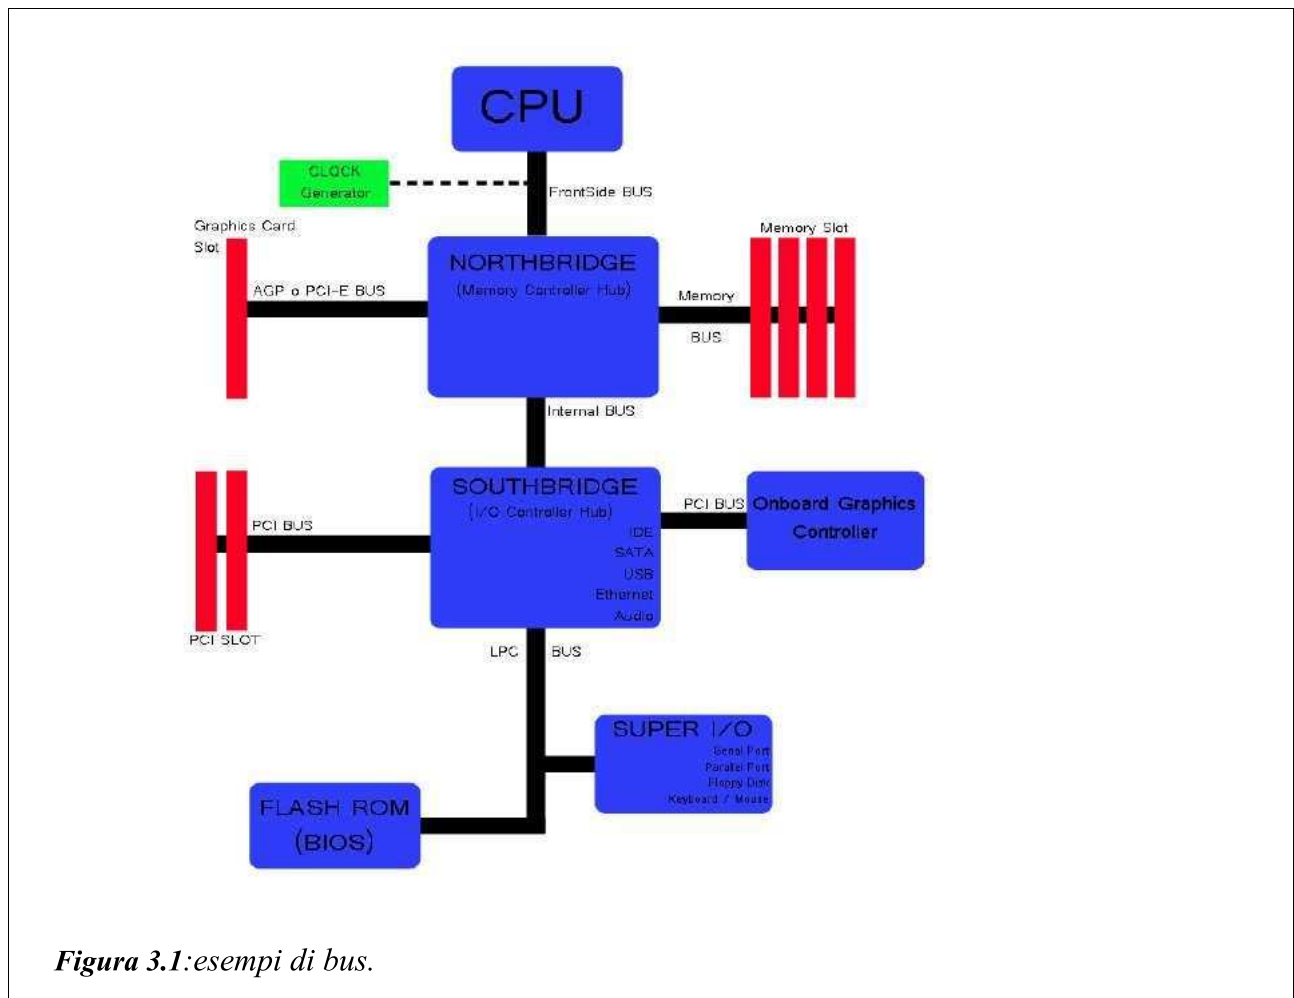 CPU
CLOCK
Generator
FrontSide BUS
Graphics Card
Slot
Memory Slot
NORTHBRIDGE
(Memory Controller Hub)
AGP o PCI-E BUS
Memory
BUS
Internal BUS
SOUTHBRIDGE
(I/O Controller Hub)
IDE
SATA
USB
Ethernet
Audio
PCI BUS
Onboard Graphics
Controller
PCI BUS
PCI SLOT
LPC BUS
SUPER I/O
Serial Port
Parallel Port
Floppy Disk
Keyboard / Mouse
FLASH ROM
(BIOS)
Figura 3.1:esempi di bus.